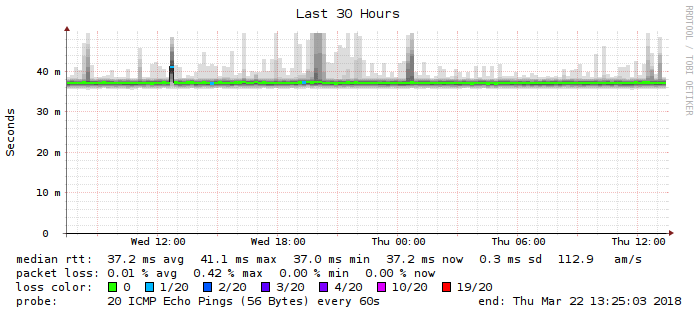 Last 30 Hours
RRDTOOL / TOBI OETIKER
Seconds
40 m
30 m
20 m
10 m
0
Wed 12:00 Wed 18:00 Thu 00:00 Thu 06:00 Thu 12:00
median rtt: 37.2 ms avg 41.1 ms max 37.0 ms min 37.2 ms now 0.3 ms sd 112.9 am/s
packet loss: 0.01 % avg 0.42 % max 0.00 % min 0.00 % now
loss color: 0 1/20 2/20 3/20 4/20 10/20 19/20
probe: 20 ICMP Echo Pings (56 Bytes) every 60s end: Thu Mar 22 13:25:03 2018